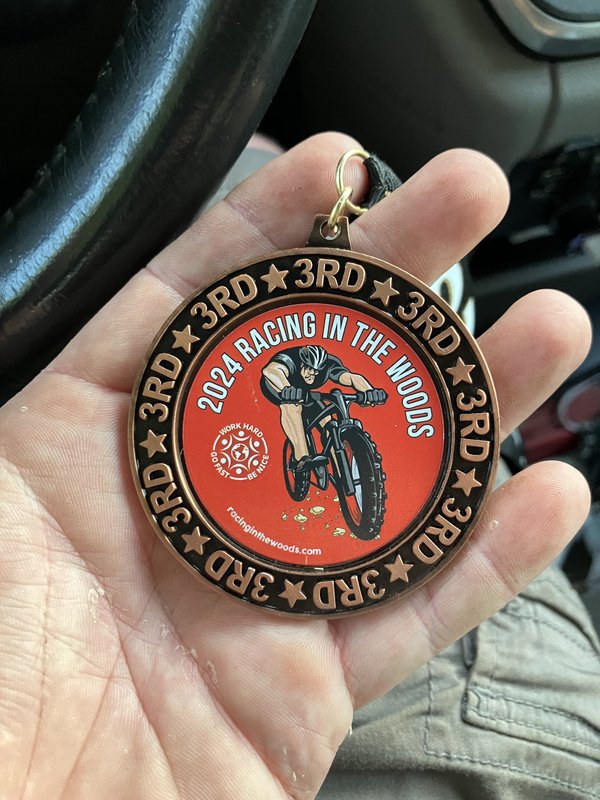 3RD
3RD
3RD
3RD
3RD
3RD
3RD
3RD
3RD
3RD
2024 RACING IN THE WOODS
WORK HARD
GO FAST
BE NICE
racinginthewoods.com